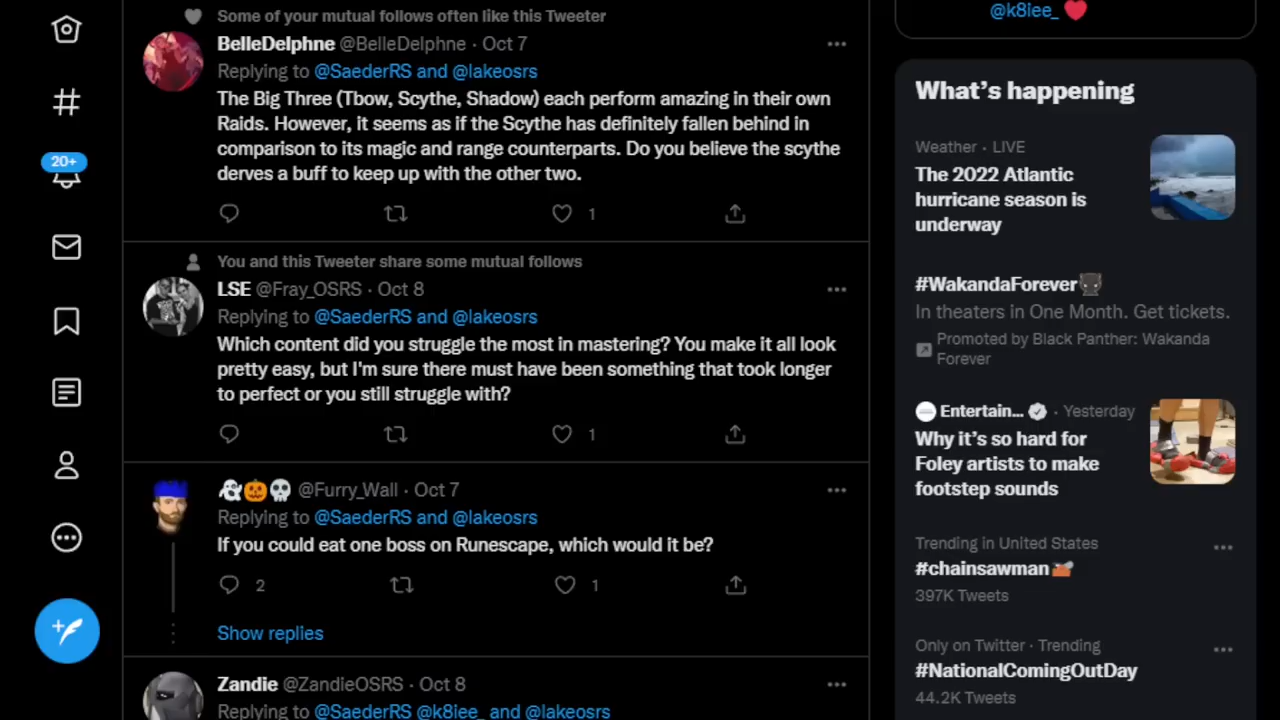 Some of your mutual follows often like this Tweeter
BelleDelphne @BelleDelphne · Oct 7
Replying to @SaederRS and @lakeosrs
The Big Three (Tbow, Scythe, Shadow) each perform amazing in their own
Raids. However, it seems as if the Scythe has definitely fallen behind in
comparison to its magic and range counterparts. Do you believe the scythe
derves a buff to keep up with the other two.
1
You and this Tweeter share some mutual follows
LSE @Fray_OSRS · Oct 8
Replying to @SaederRS and @lakeosrs
Which content did you struggle the most in mastering? You make it all look
pretty easy, but I'm sure there must have been something that took longer
to perfect or you still struggle with?
1
👻🎃💀 @Furry_Wall · Oct 7
Replying to @SaederRS and @lakeosrs
If you could eat one boss on Runescape, which would it be?
2 1
Show replies
Zandie @ZandieOSRS · Oct 8
Replying to @SaederRS @k8iee_ and @lakeosrs
20+
@k8iee_ ❤️
What's happening
Weather · LIVE
The 2022 Atlantic
hurricane season is
underway
#WakandaForever
In theaters in One Month. Get tickets.
Promoted by Black Panther: Wakanda
Forever
Entertain... · Yesterday
Why it's so hard for
Foley artists to make
footstep sounds
Trending in United States
#chainsawman
397K Tweets
Only on Twitter · Trending
#NationalComingOutDay
44.2K Tweets